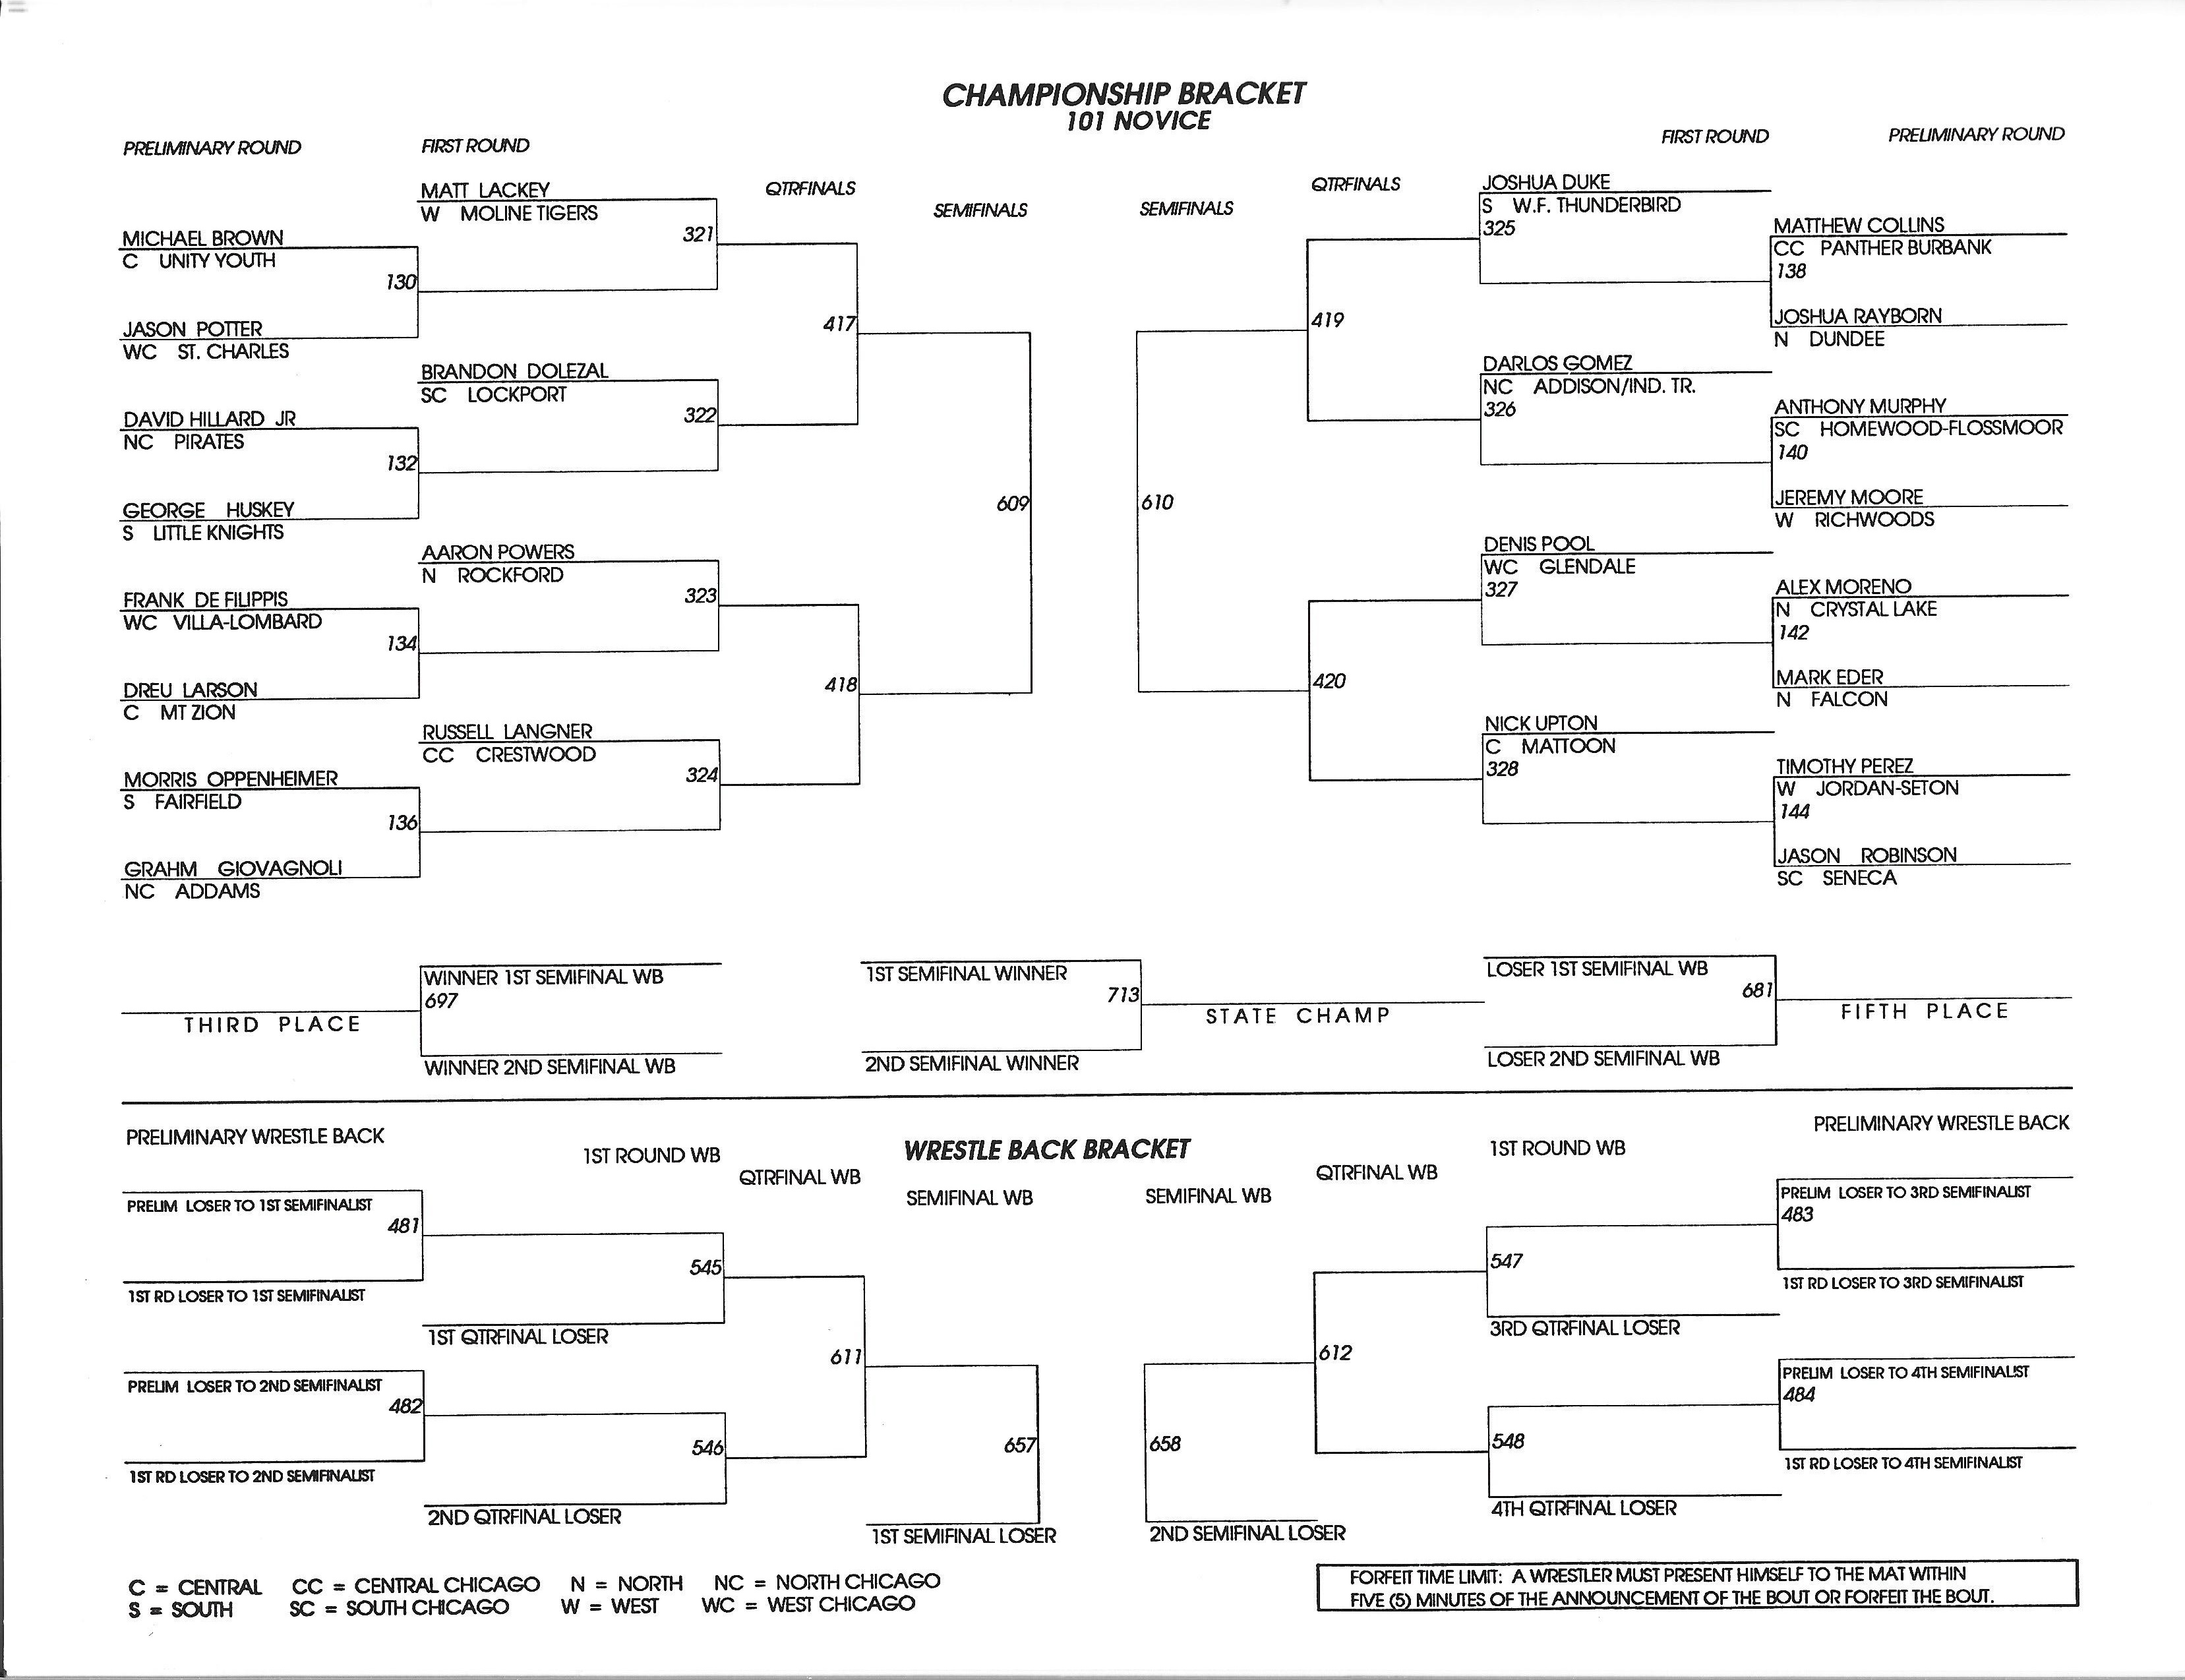 CHAMPIONSHIP BRACKET
101 NOVICE
PRELIMINARY ROUND
FIRST ROUND
QTRFINALS
SEMIFINALS
SEMIFINALS
QTRFINALS
FIRST ROUND
PRELIMINARY ROUND
MATT LACKEY
W MOLINE TIGERS
321
MICHAEL BROWN
C UNITY YOUTH
130
JASON POTTER
WC ST. CHARLES
417
BRANDON DOLEZAL
SC LOCKPORT
322
DAVID HILLARD JR
NC PIRATES
132
GEORGE HUSKEY
S LITTLE KNIGHTS
609
AARON POWERS
N ROCKFORD
323
FRANK DE FILIPPIS
WC VILLA-LOMBARD
134
DREU LARSON
C MT ZION
418
RUSSELL LANGNER
CC CRESTWOOD
324
MORRIS OPPENHEIMER
S FAIRFIELD
136
GRAHM GIOVAGNOLI
NC ADDAMS
JOSHUA DUKE
S W.F. THUNDERBIRD
325
MATTHEW COLLINS
CC PANTHER BURBANK
138
JOSHUA RAYBORN
N DUNDEE
419
DARLOS GOMEZ
NC ADDISON/IND. TR.
326
ANTHONY MURPHY
SC HOMEWOOD-FLOSSMOOR
140
JEREMY MOORE
W RICHWOODS
610
DENIS POOL
WC GLENDALE
327
ALEX MORENO
N CRYSTAL LAKE
142
MARK EDER
N FALCON
420
NICK UPTON
C MATTOON
328
TIMOTHY PEREZ
W JORDAN-SETON
144
JASON ROBINSON
SC SENECA
WINNER 1ST SEMIFINAL WB
697
THIRD PLACE
WINNER 2ND SEMIFINAL WB
1ST SEMIFINAL WINNER
713
STATE CHAMP
2ND SEMIFINAL WINNER
LOSER 1ST SEMIFINAL WB
681
FIFTH PLACE
LOSER 2ND SEMIFINAL WB
PRELIMINARY WRESTLE BACK
1ST ROUND WB
QTRFINAL WB
WRESTLE BACK BRACKET
SEMIFINAL WB
SEMIFINAL WB
QTRFINAL WB
1ST ROUND WB
PRELIMINARY WRESTLE BACK
PRELIM LOSER TO 1ST SEMIFINALIST
481
1ST RD LOSER TO 1ST SEMIFINALIST
545
1ST QTRFINAL LOSER
611
PRELIM LOSER TO 2ND SEMIFINALIST
482
1ST RD LOSER TO 2ND SEMIFINALIST
546
2ND QTRFINAL LOSER
657
1ST SEMIFINAL LOSER
PRELIM LOSER TO 3RD SEMIFINALIST
483
1ST RD LOSER TO 3RD SEMIFINALIST
547
3RD QTRFINAL LOSER
612
PRELIM LOSER TO 4TH SEMIFINALIST
484
1ST RD LOSER TO 4TH SEMIFINALIST
548
4TH QTRFINAL LOSER
658
2ND SEMIFINAL LOSER
C = CENTRAL CC = CENTRAL CHICAGO N = NORTH NC = NORTH CHICAGO
S = SOUTH SC = SOUTH CHICAGO W = WEST WC = WEST CHICAGO
FORFEIT TIME LIMIT: A WRESTLER MUST PRESENT HIMSELF TO THE MAT WITHIN
FIVE (5) MINUTES OF THE ANNOUNCEMENT OF THE BOUT OR FORFEIT THE BOUT.